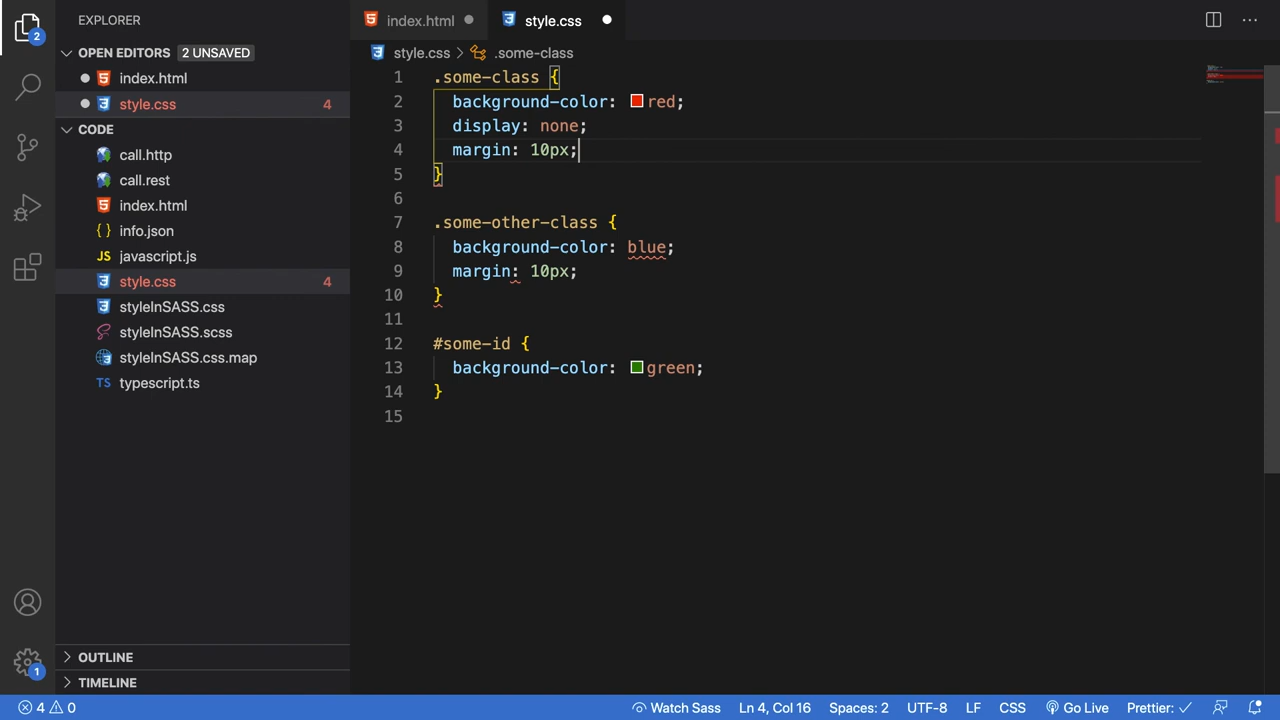 EXPLORER
OPEN EDITORS 2 UNSAVED
index.html
style.css 4
CODE
call.http
call.rest
index.html
{ } info.json
JS javascript.js
style.css 4
styleInSASS.css
styleInSASS.scss
styleInSASS.css.map
TS typescript.ts
OUTLINE
TIMELINE
2
1
index.html
style.css
···
style.css > .some-class
1 .some-class {
2 background-color: red;
3 display: none;
4 margin: 10px;
5 }
6
7 .some-other-class {
8 background-color: blue;
9 margin: 10px;
10 }
11
12 #some-id {
13 background-color: green;
14 }
15
4 0 Watch Sass Ln 4, Col 16 Spaces: 2 UTF-8 LF CSS Go Live Prettier: ✓